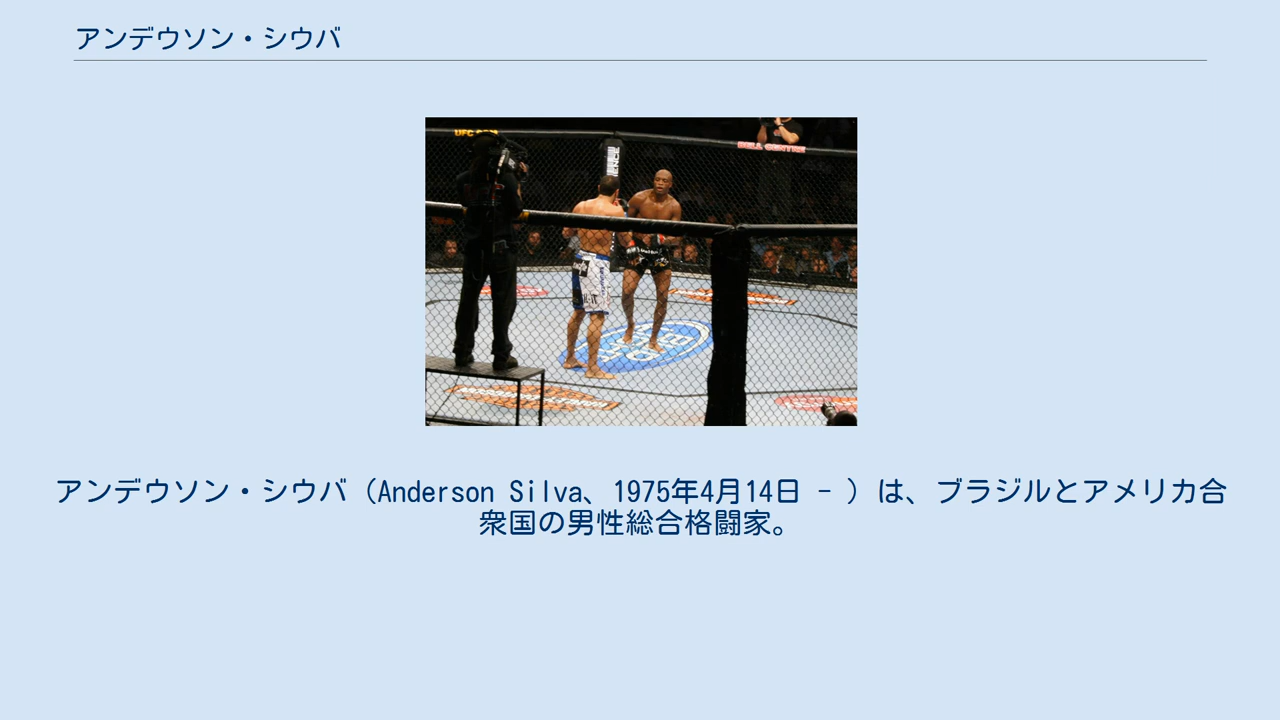 アンデウソン・シウバ
BELL CENTRE
アンデウソン・シウバ（Anderson Silva、1975年4月14日 - ）は、ブラジルとアメリカ合
衆国の男性総合格闘家。